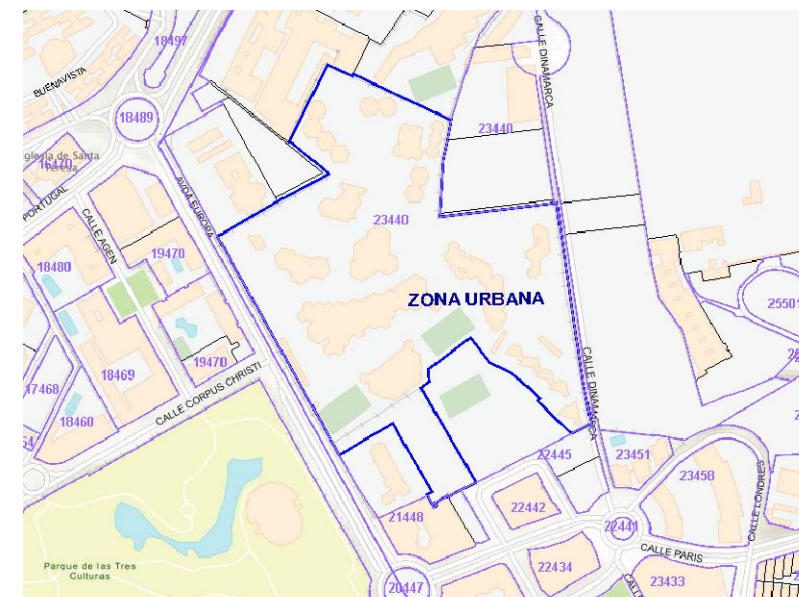 18497
BUENAVISTA
18489
CALLE DINAMARCA
23440
glesia de Santa
Teresa
16470
PORTUGAL
AVDA EUROPA
CALLE AGEN
23440
18480
19470
ZONA URBANA
25501
17468
18469
19470
CALLE DINAMARCA
CALLE CORPUS CHRISTI
18460
22445
23451
23458
CALLE LONDRES
21448
22442
22441
CALLE PARIS
22434
23433
Parque de las Tres
Culturas
20447